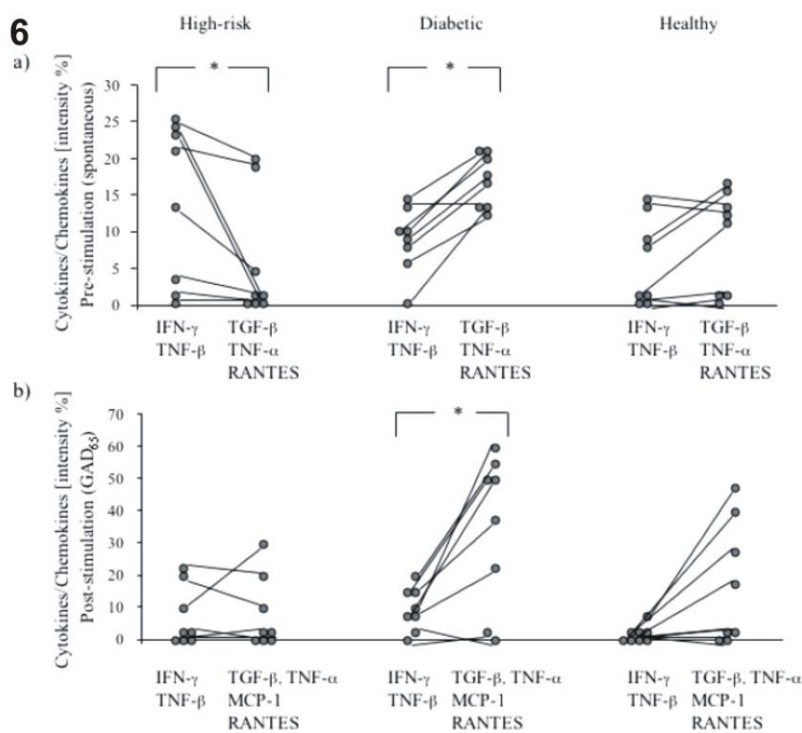 6
High-risk Diabetic Healthy
a)
Cytokines/Chemokines [intensity %]
Pre-stimulation (spontaneous)
* *
30
25
20
15
10
5
0
IFN-γ TGF-β IFN-γ TGF-β IFN-γ TGF-β
TNF-β TNF-α TNF-β TNF-α TNF-β TNF-α
RANTES RANTES RANTES
b)
Cytokines/Chemokines [intensity %]
Post-stimulation (GAD65)
*
70
60
50
40
30
20
10
0
IFN-γ TGF-β, TNF-α IFN-γ TGF-β, TNF-α IFN-γ TGF-β, TNF-α
TNF-β MCP-1 TNF-β MCP-1 TNF-β MCP-1
RANTES RANTES RANTES